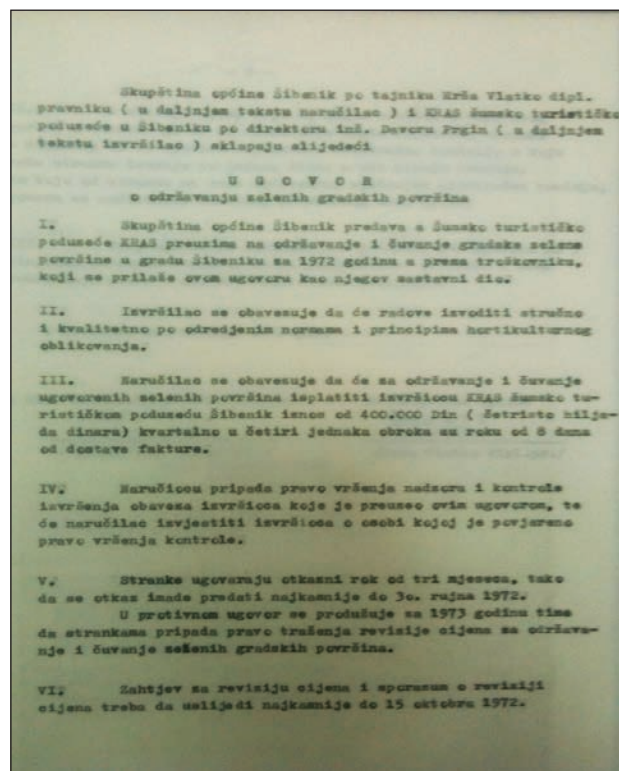 Skupština općine Šibenik po tajniku Krša Vlatko dipl.
pravniku ( u daljnjem tekstu naručilac ) i KRAS šumsko turističko
poduzeće u Šibeniku po direktoru inž. Davoru Prgin ( u daljnjem
tekstu izvršilac ) sklapaju slijedeći
U G O V O R
o održavanju zelenih gradskih površina
I. Skupština općine Šibenik predava a Šumsko turističko
poduzeće KRAS preuzima na održavanje i čuvanje gradske zelene
površine u gradu Šibeniku za 1972 godinu a prema troškovniku,
koji se prilaže ovom ugovoru kao njegov sastavni dio.
II. Izvršilac se obavezuje da će radove izvoditi stručno
i kvalitetno po odredjenim normama i principima hortikulturnog
oblikovanja.
III. Naručilac se obavezuje da će za održavanje i čuvanje
ugovorenih zelenih površina isplatiti izvršiocu KRAS šumsko tu-
rističkom poduzeću Šibenik iznos od 400.000 Din ( četristo hilja-
da dinara) kvartalno u četiri jednaka obroka su roku od 8 dana
od dostave fakture.
IV. Naručiocu pripada pravo vršenja nadzora i kontrole
izvršenja obaveza izvršioca koje je preuzeo ovim ugovorom, te
će naručilac izvjestiti izvršioca o osobi kojoj je povjereno
pravo vršenja kontrole.
V. Stranke ugovaraju otkazni rok od tri mjeseca, tako
da se otkaz imade predati najkasnije do 3o. rujna 1972.
U protivnom ugovor se produžuje za 1973 godinu time
da strankama pripada pravo traženja revizije cijena za održava-
nje i čuvanje zelenih gradskih površina.
VI. Zahtjev za reviziju cijena i sporazum o reviziji
cijena treba da uslijedi najkasnije do 15 oktobra 1972.